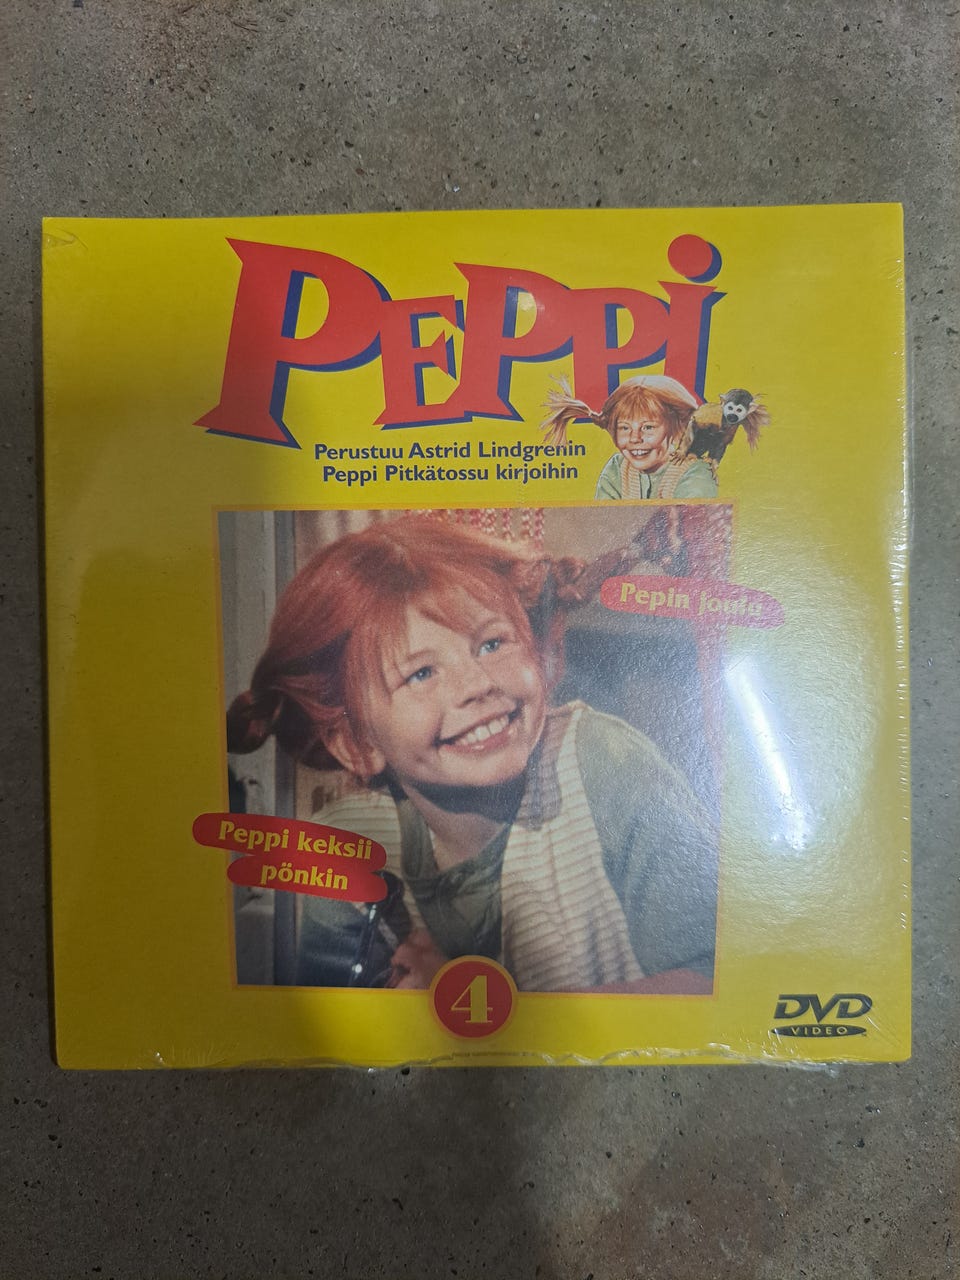 PEPPi
Perustuu Astrid Lindgrenin
Peppi Pitkätossu kirjoihin
Pepin joulu
Peppi keksii
pönkin
4
DVD
VIDEO